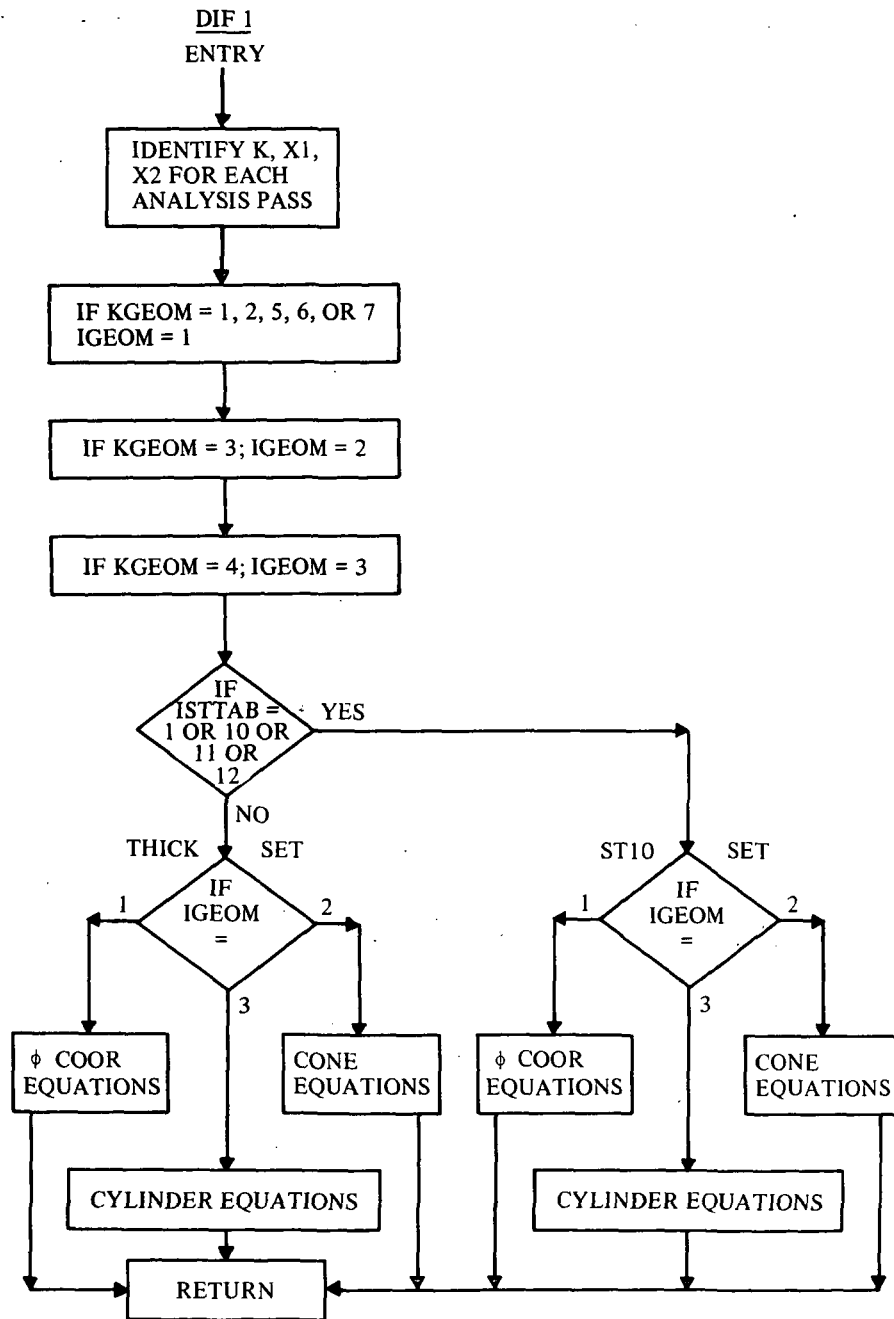 DIF 1
ENTRY
IDENTIFY K, X1,
X2 FOR EACH
ANALYSIS PASS
IF KGEOM = 1, 2, 5, 6, OR 7
IGEOM = 1
IF KGEOM = 3; IGEOM = 2
IF KGEOM = 4; IGEOM = 3
IF
ISTTAB =
1 OR 10 OR
11 OR
12
YES
NO
THICK SET
IF
IGEOM
=
1
2
3
ST10 SET
IF
IGEOM
=
1
2
3
ϕ COOR
EQUATIONS
CONE
EQUATIONS
ϕ COOR
EQUATIONS
CONE
EQUATIONS
CYLINDER EQUATIONS
CYLINDER EQUATIONS
RETURN